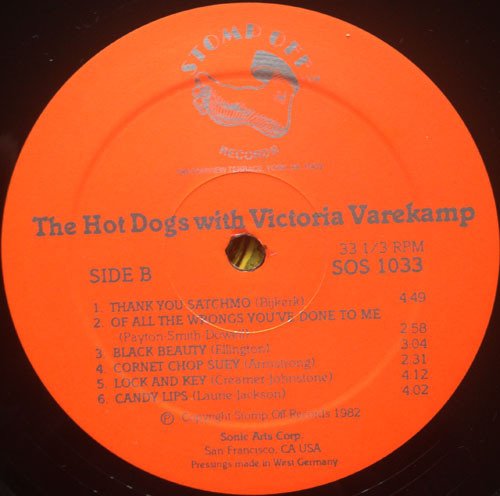 STOMP OFF
RECORDS
The Hot Dogs with Victoria Varekamp
33 1/3 RPM
SIDE B
SOS 1033
1. THANK YOU SATCHMO (Bijkerk) 4:49
2. OF ALL THE WRONGS YOU'VE DONE TO ME
(Payton-Smith-Dowell) 2:58
3. BLACK BEAUTY (Ellington) 3:04
4. CORNET CHOP SUEY (Armstrong) 2:31
5. LOCK AND KEY (Creamer-Johnstone) 4:12
6. CANDY LIPS (Laurie-Jackson) 4:02
Ⓟ Copyright Stomp Off Records 1982
Sonic Arts Corp.
San Francisco, CA USA
Pressings made in West Germany